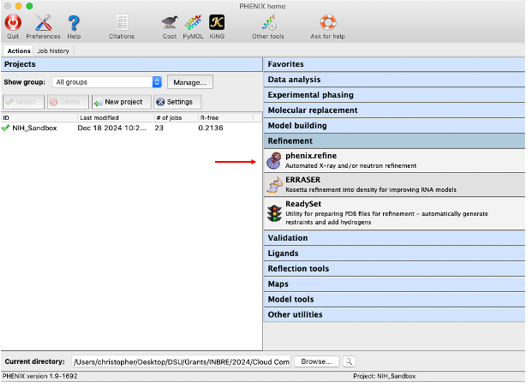 PHENIX home
Quit Preferences Help Citations Coot PyMOL KiNG Other tools Ask for help
Actions Job history
Projects
Show group: All groups Manage...
Select Delete New project Settings
ID Last modified # of jobs R-free
NIH_Sandbox Dec 18 2024 10:2... 23 0.2136
Favorites
Data analysis
Experimental phasing
Molecular replacement
Model building
Refinement
phenix.refine
Automated X-ray and/or neutron refinement
ERRASER
Rosetta refinement into density for improving RNA models
ReadySet
Utility for preparing PDB files for refinement - automatically generate
restraints and add hydrogens
Validation
Ligands
Reflection tools
Maps
Model tools
Other utilities
Current directory: /Users/christopher/Desktop/DSU/Grants/INBRE/2024/Cloud Com Browse...
PHENIX version 1.9-1692 Project: NIH_Sandbox